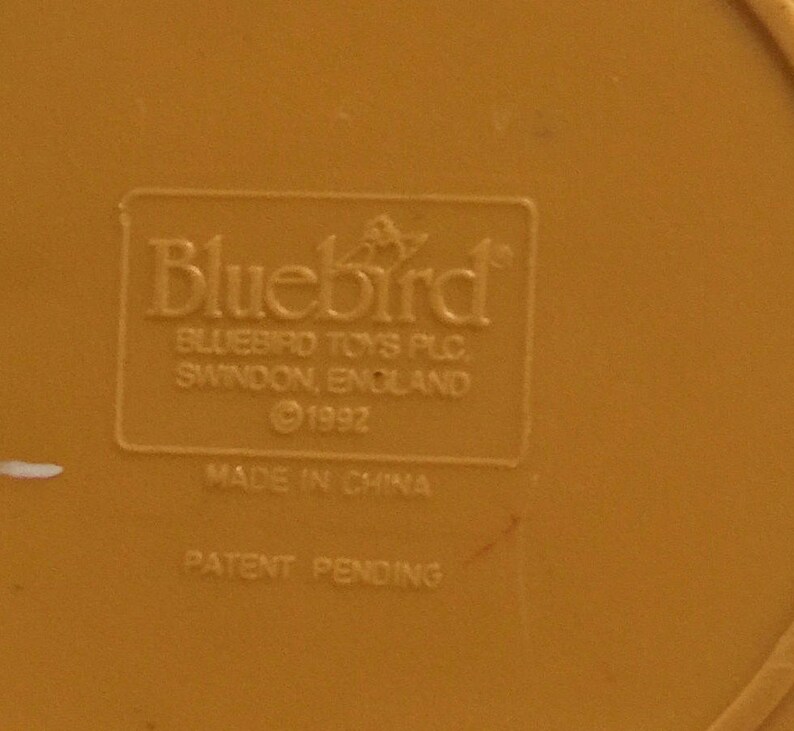 Bluebird®
BLUEBIRD TOYS PLC.
SWINDON, ENGLAND
©1992
MADE IN CHINA
PATENT PENDING